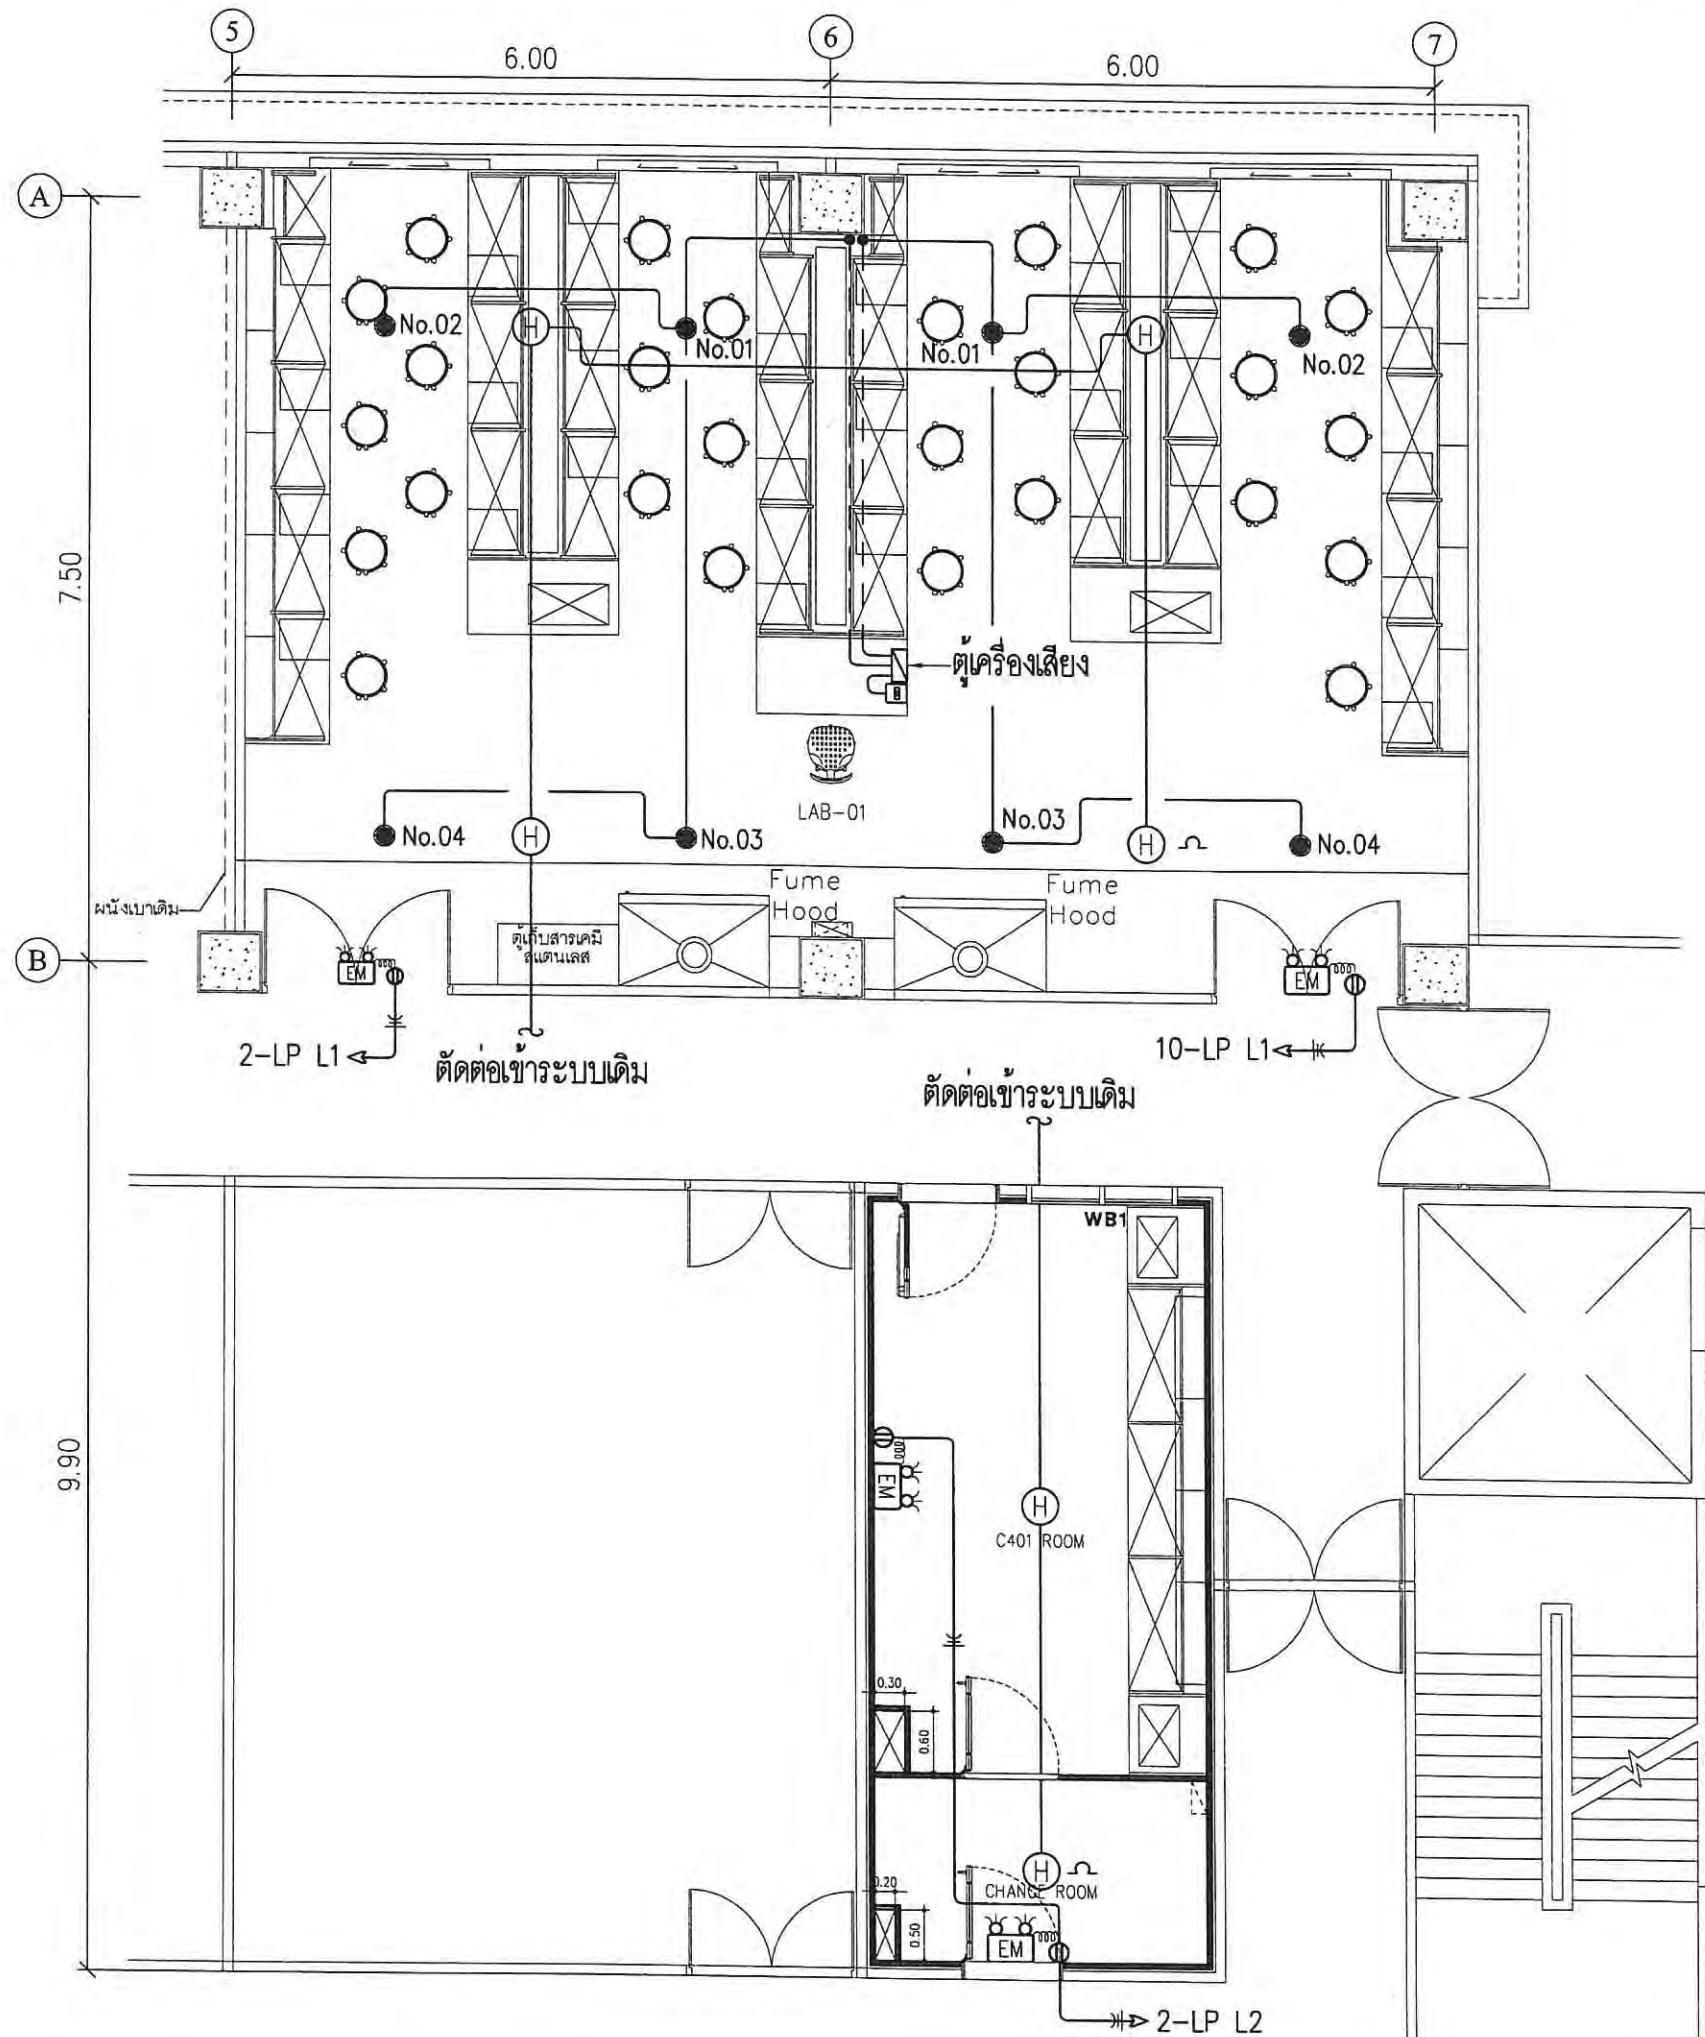 5
6
7
6.00
6.00
A
7.50
H
H
No.02
No.01
No.01
No.02
ตู้เครื่องเสียง
LAB-01
No.04
H
No.03
No.03
H
No.04
Fume
Hood
Fume
Hood
ผนังเบาเดิม
ตู้เก็บสารเคมี
สแตนเลส
B
EM
EM
2-LP L1
ตัดต่อเข้าระบบเดิม
10-LP L1
ตัดต่อเข้าระบบเดิม
WB1
9.90
EM
H
C401 ROOM
0.30
0.60
H
CHANGE ROOM
0.20
0.50
EM
2-LP L2